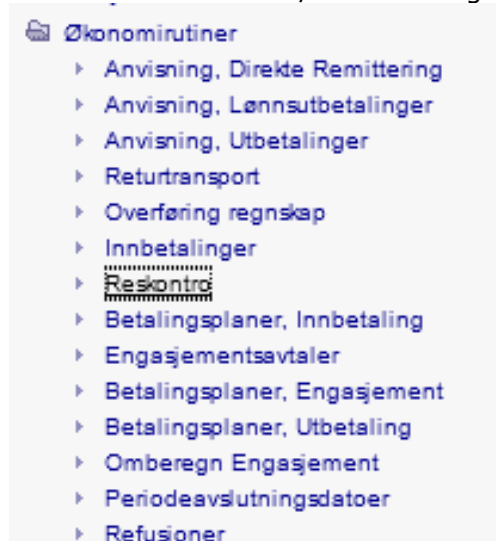 Økonomirutiner
Anvisning, Direkte Remittering
Anvisning, Lønnsutbetalinger
Anvisning, Utbetalinger
Returtransport
Overføring regnskap
Innbetalinger
Reskontro
Betalingsplaner, Innbetaling
Engasjementsavtaler
Betalingsplaner, Engasjement
Betalingsplaner, Utbetaling
Omberegn Engasjement
Periodeavslutningsdatoer
Refusjoner